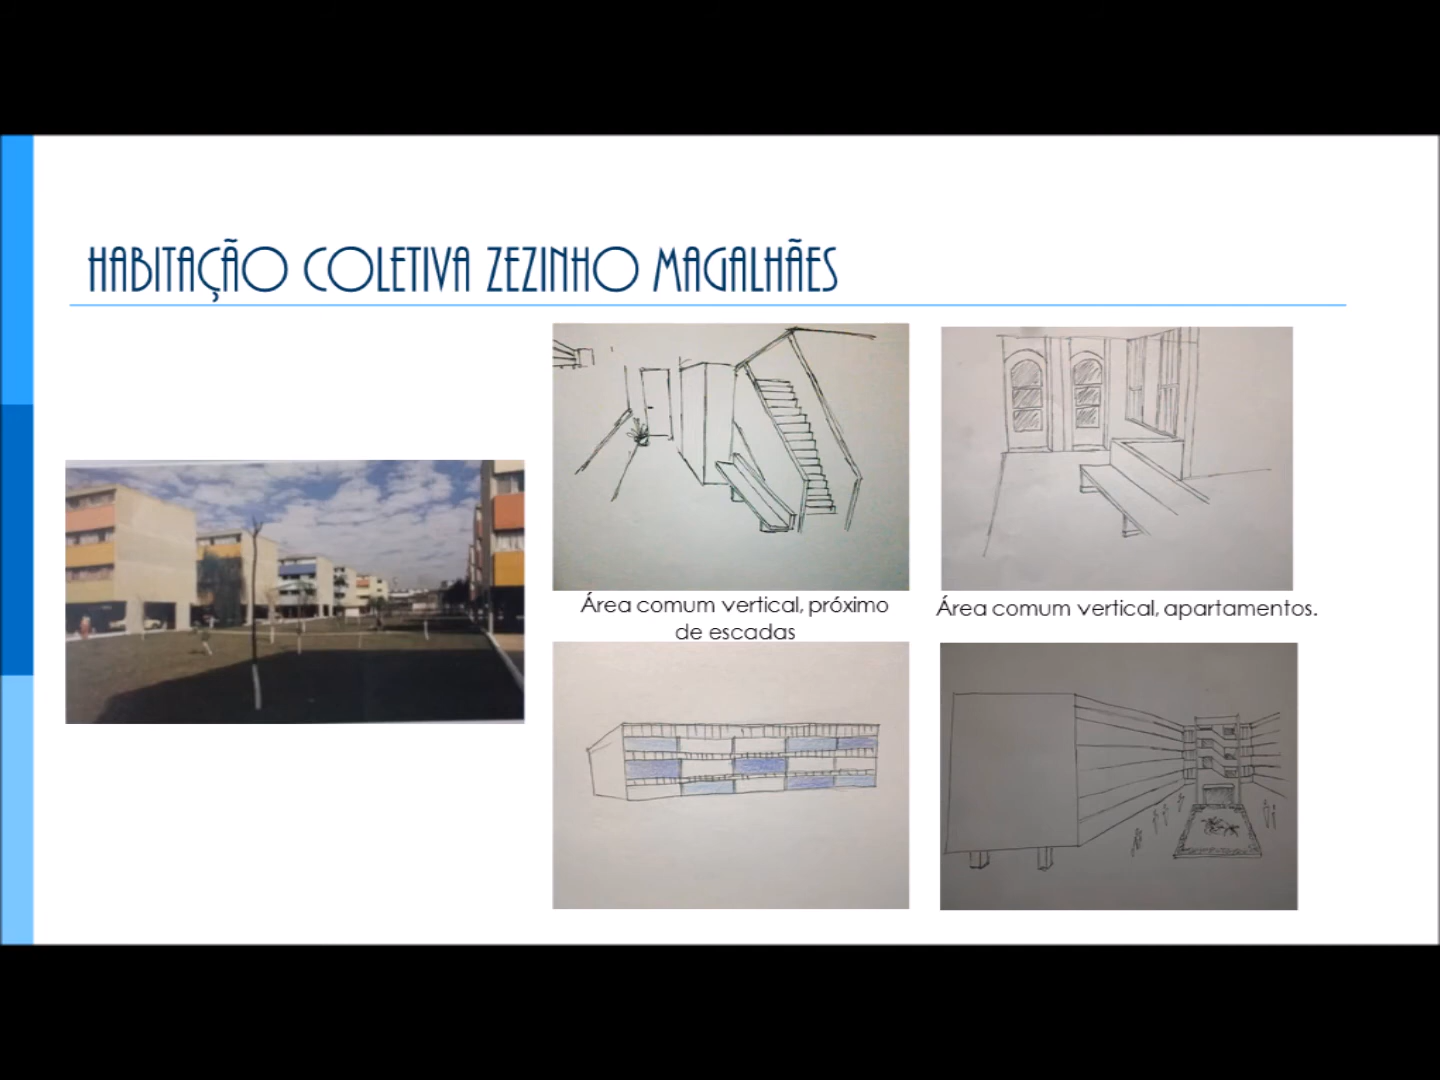 HABITAÇÃO COLETIVA ZEZINHO MAGALHÃES
Área comum vertical, próximo
de escadas
Área comum vertical, apartamentos.